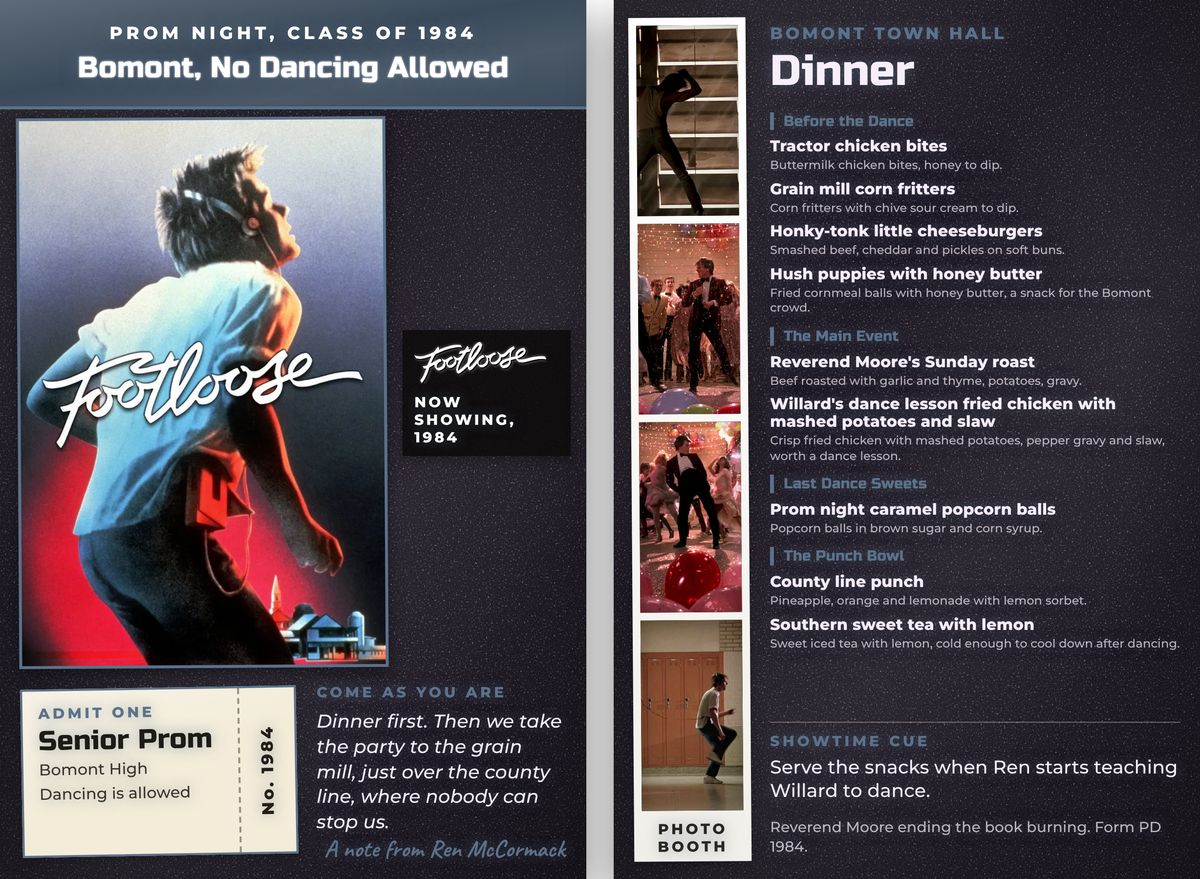 PROM NIGHT, CLASS OF 1984
Bomont, No Dancing Allowed
Footloose
Footloose
NOW
SHOWING,
1984
ADMIT ONE
Senior Prom
Bomont High
Dancing is allowed
No. 1984
COME AS YOU ARE
Dinner first. Then we take
the party to the grain
mill, just over the county
line, where nobody can
stop us.
A note from Ren McCormack
PHOTO
BOOTH
BOMONT TOWN HALL
Dinner
Before the Dance
Tractor chicken bites
Buttermilk chicken bites, honey to dip.
Grain mill corn fritters
Corn fritters with chive sour cream to dip.
Honky-tonk little cheeseburgers
Smashed beef, cheddar and pickles on soft buns.
Hush puppies with honey butter
Fried cornmeal balls with honey butter, a snack for the Bomont
crowd.
The Main Event
Reverend Moore's Sunday roast
Beef roasted with garlic and thyme, potatoes, gravy.
Willard's dance lesson fried chicken with
mashed potatoes and slaw
Crisp fried chicken with mashed potatoes, pepper gravy and slaw,
worth a dance lesson.
Last Dance Sweets
Prom night caramel popcorn balls
Popcorn balls in brown sugar and corn syrup.
The Punch Bowl
County line punch
Pineapple, orange and lemonade with lemon sorbet.
Southern sweet tea with lemon
Sweet iced tea with lemon, cold enough to cool down after dancing.
SHOWTIME CUE
Serve the snacks when Ren starts teaching
Willard to dance.
Reverend Moore ending the book burning. Form PD
1984.